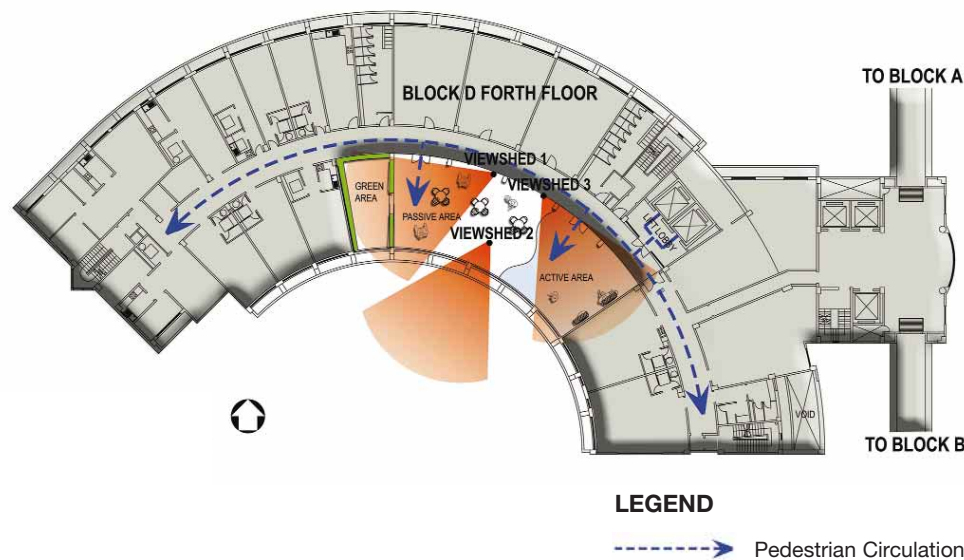 TO BLOCK A
BLOCK D FORTH FLOOR
VIEWSHED 1
GREEN AREA
VIEWSHED 3
PASSIVE AREA
VIEWSHED 2
LOBBY
ACTIVE AREA
VOID
TO BLOCK B
LEGEND
Pedestrian Circulation